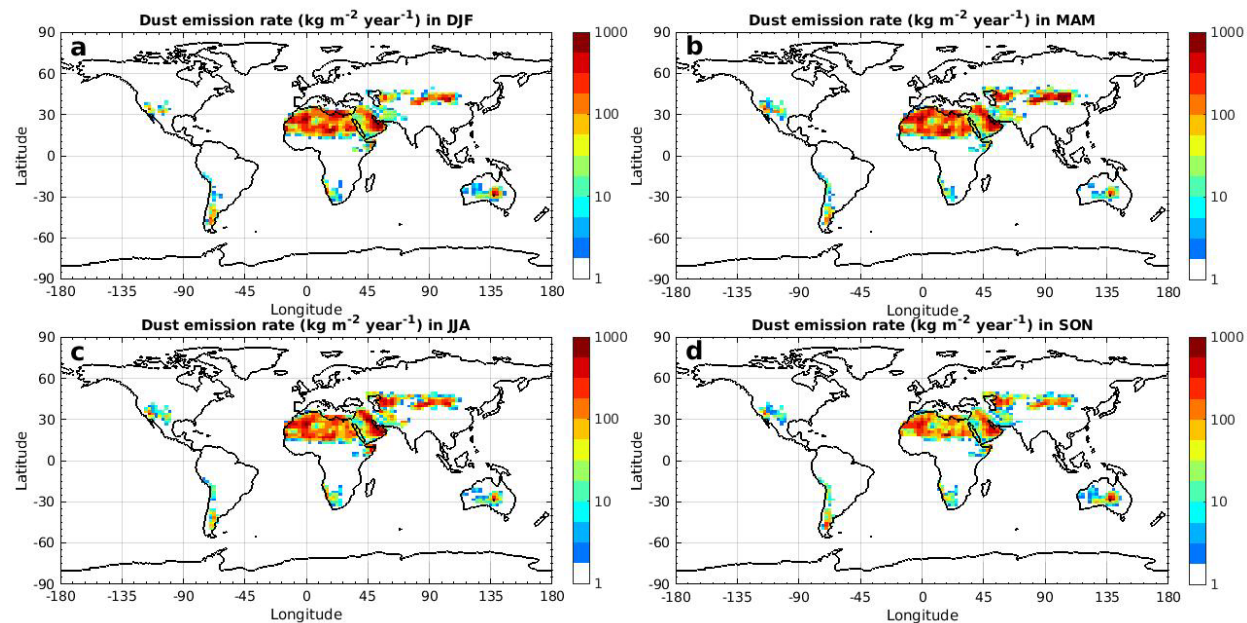 Dust emission rate (kg m⁻² year⁻¹) in DJF
a
90
60
30
0
-30
-60
-90
Latitude
-180 -135 -90 -45 0 45 90 135 180
Longitude
1000
100
10
1
Dust emission rate (kg m⁻² year⁻¹) in MAM
b
90
60
30
0
-30
-60
-90
Latitude
-180 -135 -90 -45 0 45 90 135 180
Longitude
1000
100
10
1
Dust emission rate (kg m⁻² year⁻¹) in JJA
c
90
60
30
0
-30
-60
-90
Latitude
-180 -135 -90 -45 0 45 90 135 180
Longitude
1000
100
10
1
Dust emission rate (kg m⁻² year⁻¹) in SON
d
90
60
30
0
-30
-60
-90
Latitude
-180 -135 -90 -45 0 45 90 135 180
Longitude
1000
100
10
1